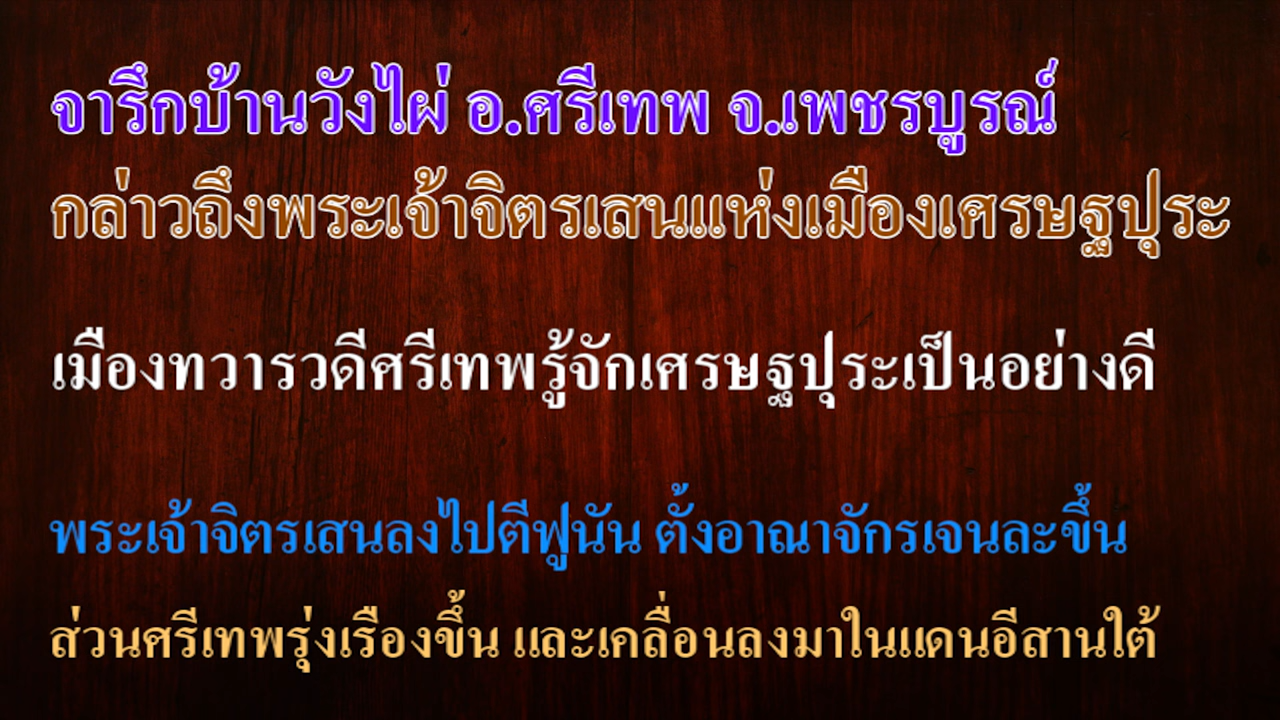 จารึกบ้านวังไผ่ อ.ศรีเทพ จ.เพชรบูรณ์
กล่าวถึงพระเจ้าจิตรเสนแห่งเมืองเศรษฐปุระ
เมืองทวารวดีศรีเทพรู้จักเศรษฐปุระเป็นอย่างดี
พระเจ้าจิตรเสนลงไปตีฟูนัน ตั้งอาณาจักรเจนละขึ้น
ส่วนศรีเทพรุ่งเรืองขึ้น และเคลื่อนลงมาในแดนอีสานใต้